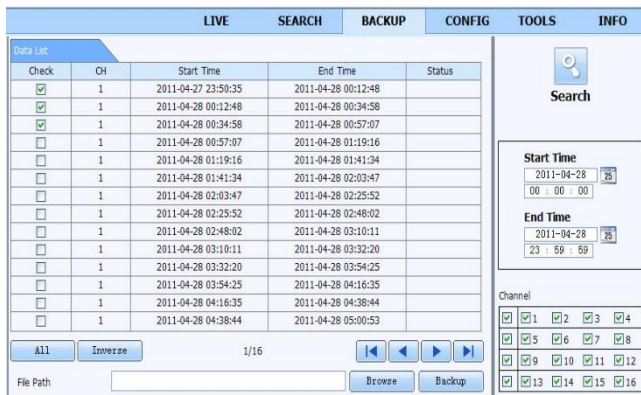 LIVE SEARCH BACKUP CONFIG TOOLS INFO
Data List
Check CH Start Time End Time Status
1 2011-04-27 23:50:35 2011-04-28 00:12:48
1 2011-04-28 00:12:48 2011-04-28 00:34:58
1 2011-04-28 00:34:58 2011-04-28 00:57:07
1 2011-04-28 00:57:07 2011-04-28 01:19:16
1 2011-04-28 01:19:16 2011-04-28 01:41:34
1 2011-04-28 01:41:34 2011-04-28 02:03:47
1 2011-04-28 02:03:47 2011-04-28 02:25:52
1 2011-04-28 02:25:52 2011-04-28 02:48:02
1 2011-04-28 02:48:02 2011-04-28 03:10:11
1 2011-04-28 03:10:11 2011-04-28 03:32:20
1 2011-04-28 03:32:20 2011-04-28 03:54:25
1 2011-04-28 03:54:25 2011-04-28 04:16:35
1 2011-04-28 04:16:35 2011-04-28 04:38:44
1 2011-04-28 04:38:44 2011-04-28 05:00:53
All Inverse 1/16
File Path Browse Backup
Search
Start Time
2011-04-28 25
00 : 00 : 00
End Time
2011-04-28 25
23 : 59 : 59
Channel
1 2 3 4
5 6 7 8
9 10 11 12
13 14 15 16